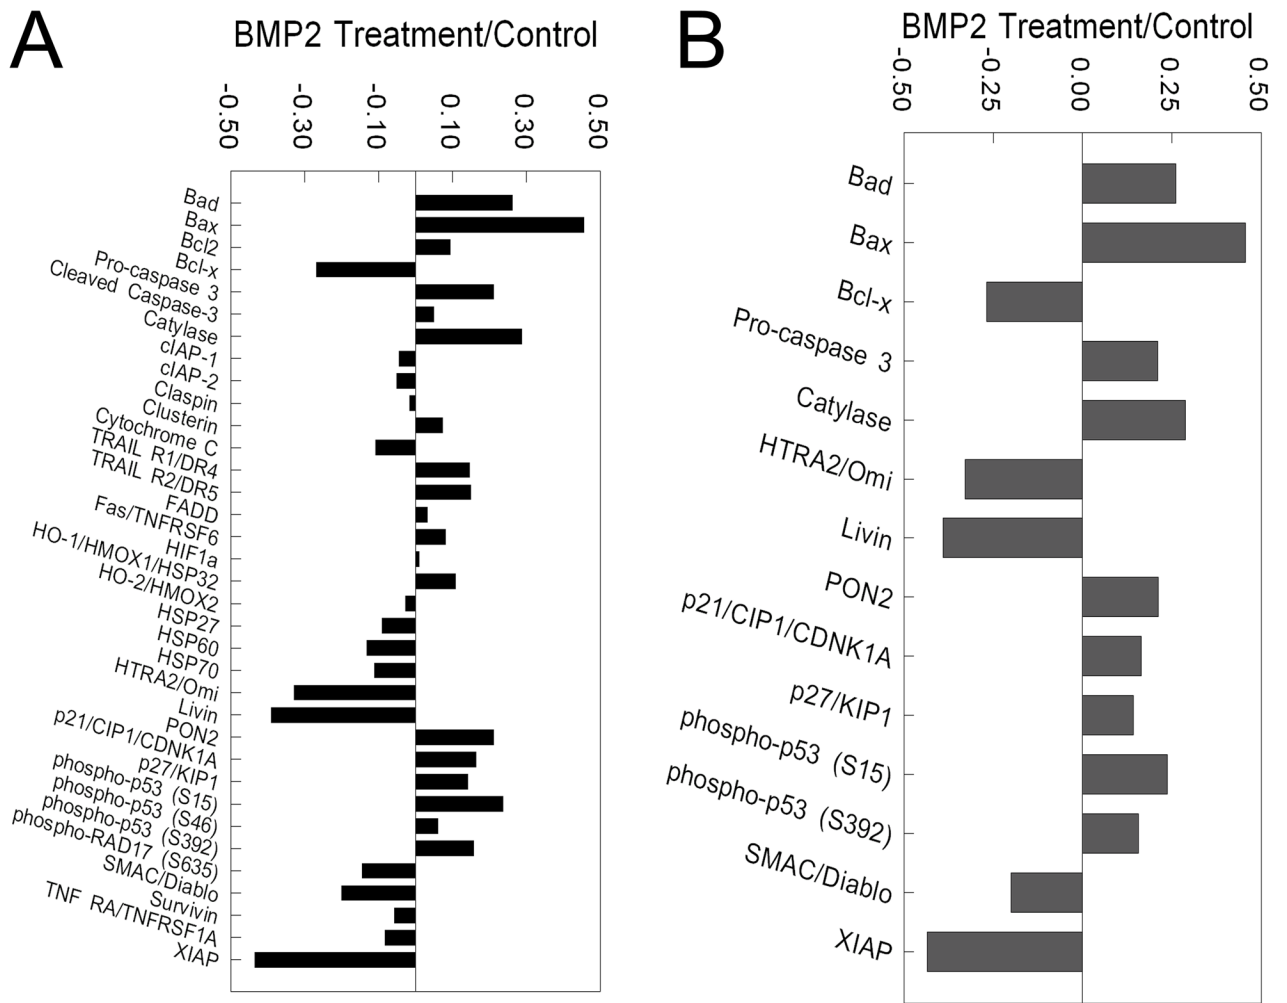 A
BMP2 Treatment/Control
-0.50
-0.30
-0.10
0.10
0.30
0.50
Bad
Bax
Bcl2
Bcl-x
Pro-caspase 3
Cleaved Caspase-3
Catylase
cIAP-1
cIAP-2
Claspin
Clusterin
Cytochrome C
TRAIL R1/DR4
TRAIL R2/DR5
FADD
Fas/TNFRSF6
HIF1a
HO-1/HMOX1/HSP32
HO-2/HMOX2
HSP27
HSP60
HSP70
HTRA2/Omi
Livin
PON2
p21/CIP1/CDNK1A
p27/KIP1
phospho-p53 (S15)
phospho-p53 (S46)
phospho-p53 (S392)
phospho-RAD17 (S635)
SMAC/Diablo
Survivin
TNF RA/TNFRSF1A
XIAP
B
BMP2 Treatment/Control
-0.50
-0.25
0.00
0.25
0.50
Bad
Bax
Bcl-x
Pro-caspase 3
Catylase
HTRA2/Omi
Livin
PON2
p21/CIP1/CDNK1A
p27/KIP1
phospho-p53 (S15)
phospho-p53 (S392)
SMAC/Diablo
XIAP